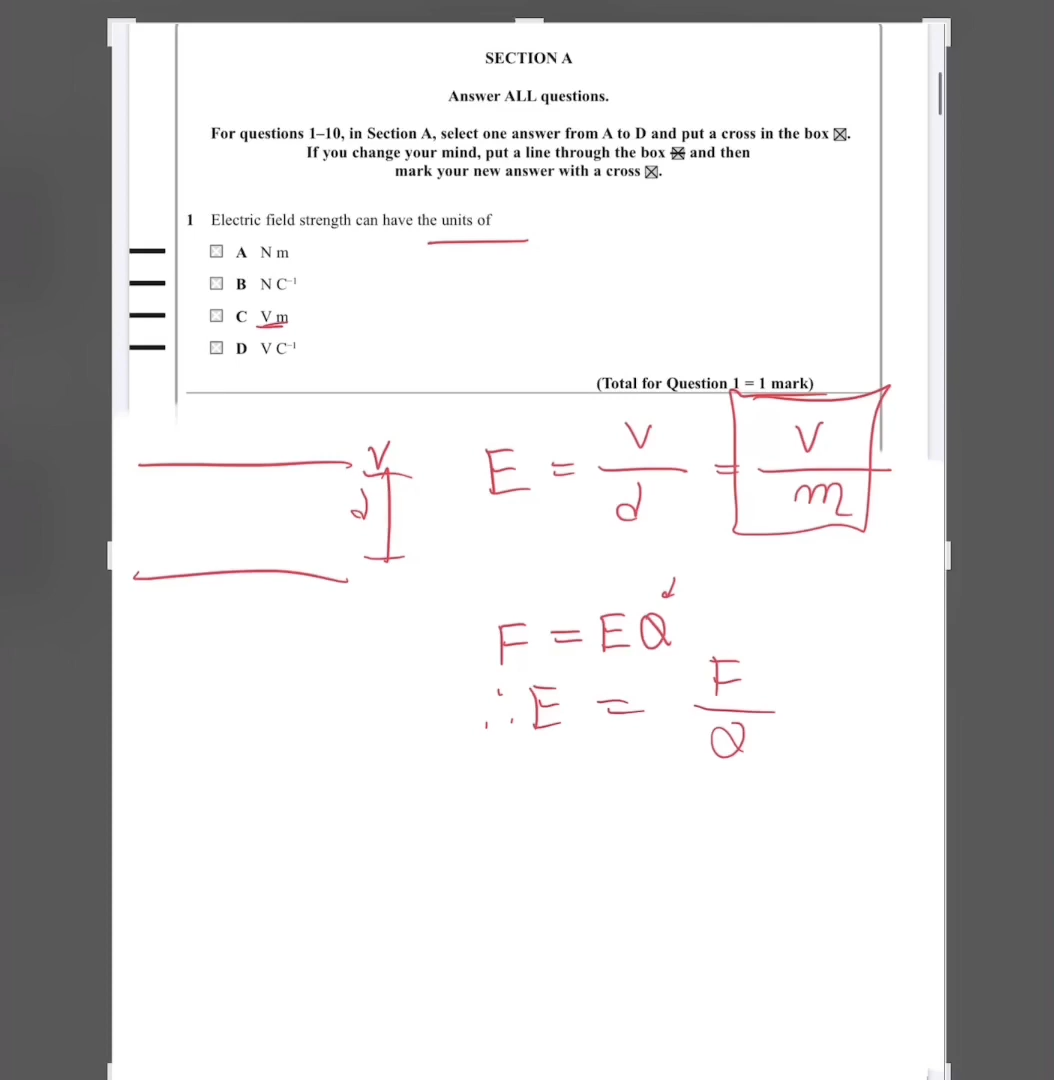 SECTION A
Answer ALL questions.
For questions 1–10, in Section A, select one answer from A to D and put a cross in the box ☒.
If you change your mind, put a line through the box ☒ and then
mark your new answer with a cross ☒.
1 Electric field strength can have the units of
☒ A N m
☒ B N C⁻¹
☒ C V m
☒ D V C⁻¹
(Total for Question 1 = 1 mark)
V
d
E = V/d = V/m
F = EQ
∴ E = F/Q